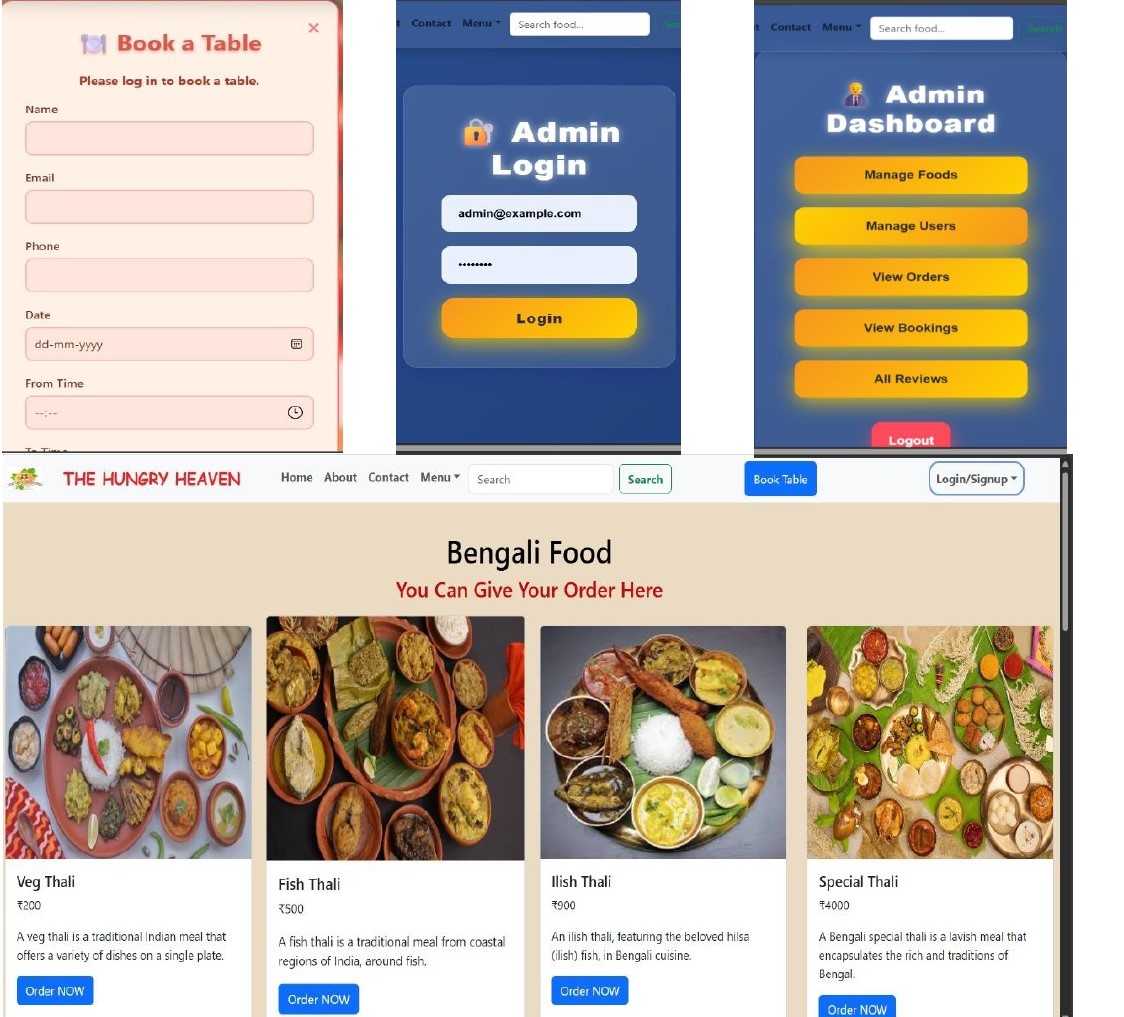 Book a Table
×
Please log in to book a table.
Name
Email
Phone
Date
dd-mm-yyyy
From Time
--:--
To Time
Contact Menu Search food...
Admin
Login
admin@example.com
••••••••
Login
Contact Menu Search food... Search
Admin
Dashboard
Manage Foods
Manage Users
View Orders
View Bookings
All Reviews
Logout
THE HUNGRY HEAVEN Home About Contact Menu Search Search Book Table Login/Signup
Bengali Food
You Can Give Your Order Here
Veg Thali
₹200
A veg thali is a traditional Indian meal that
offers a variety of dishes on a single plate.
Order NOW
Fish Thali
₹500
A fish thali is a traditional meal from coastal
regions of India, around fish.
Order NOW
Ilish Thali
₹900
An ilish thali, featuring the beloved hilsa
(ilish) fish, in Bengali cuisine.
Order NOW
Special Thali
₹4000
A Bengali special thali is a lavish meal that
encapsulates the rich and traditions of
Bengal.
Order NOW